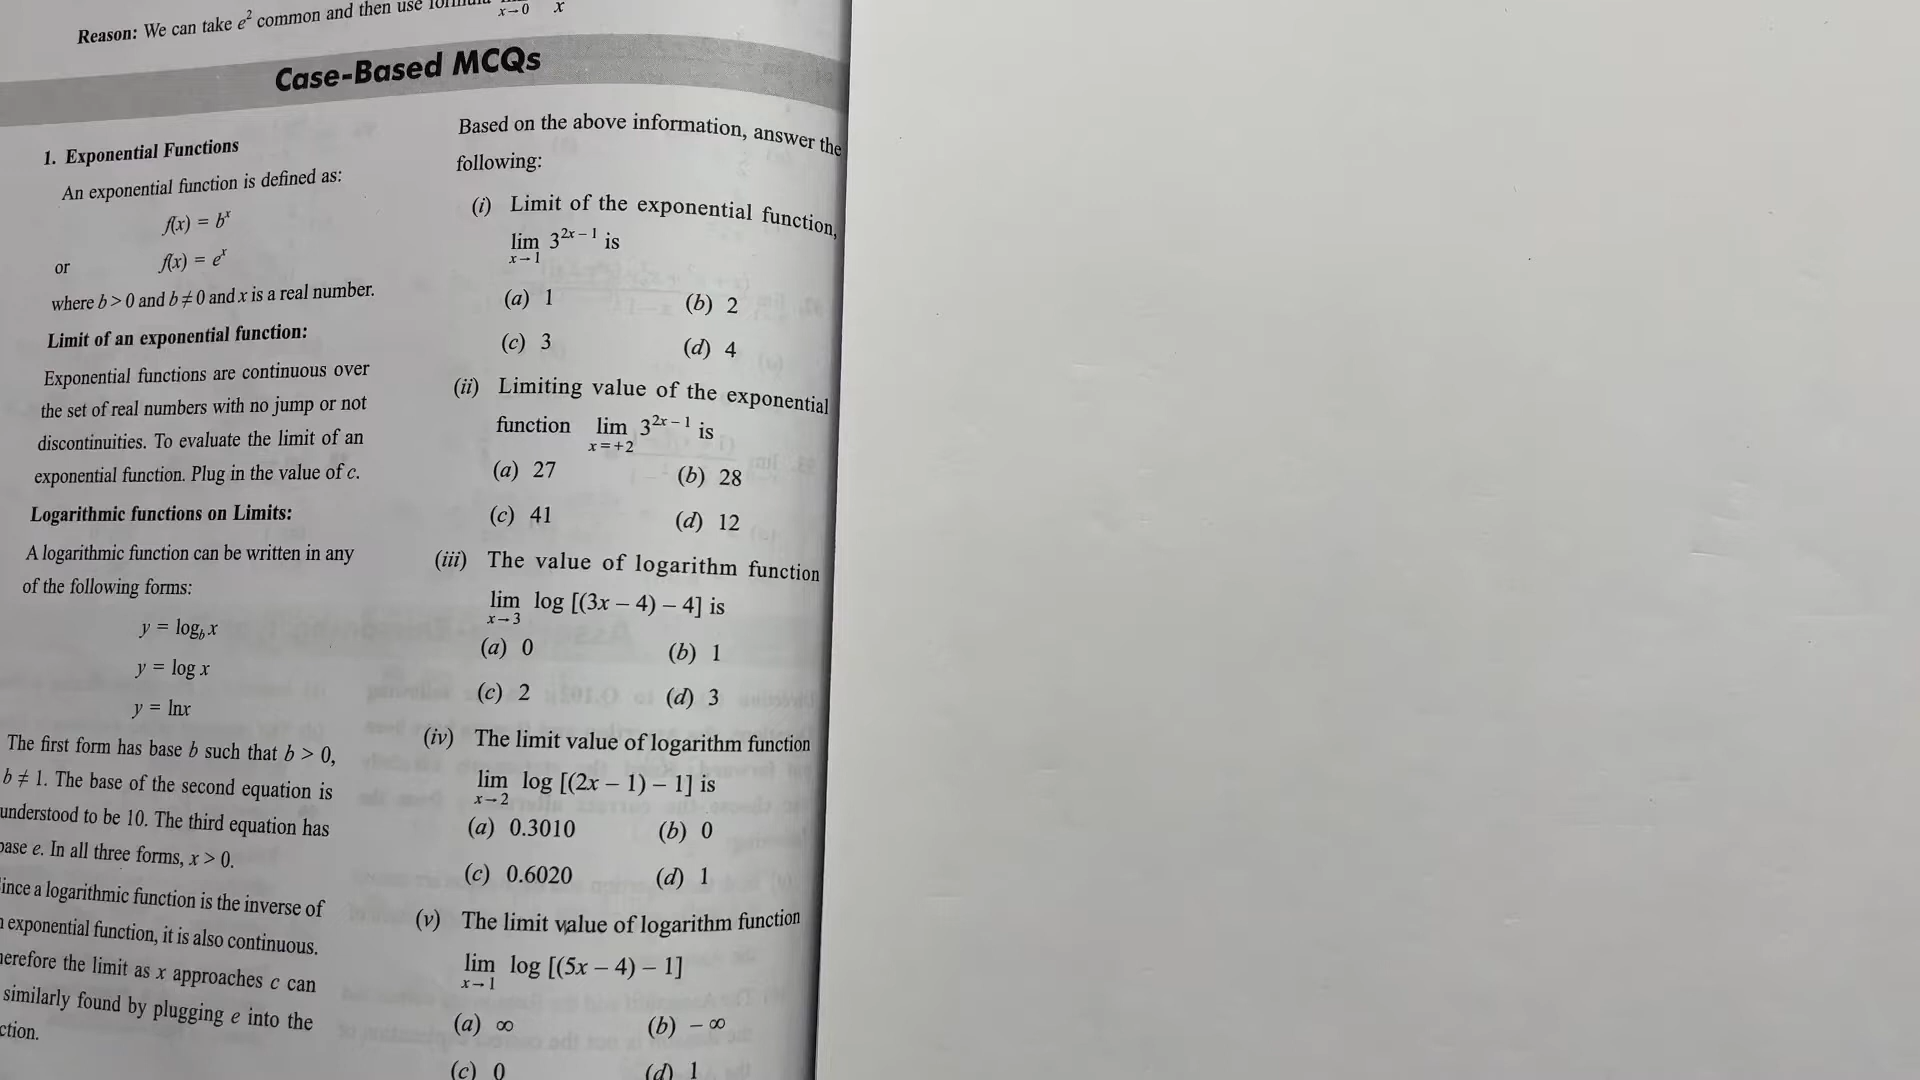 Reason: We can take e² common and then use
x→0 x
Case-Based MCQs
1. Exponential Functions
An exponential function is defined as:
f(x) = bˣ
or f(x) = eˣ
where b > 0 and b ≠ 0 and x is a real number.
Limit of an exponential function:
Exponential functions are continuous over
the set of real numbers with no jump or not
discontinuities. To evaluate the limit of an
exponential function. Plug in the value of c.
Logarithmic functions on Limits:
A logarithmic function can be written in any
of the following forms:
y = log_b x
y = log x
y = lnx
The first form has base b such that b > 0,
b ≠ 1. The base of the second equation is
understood to be 10. The third equation has
e. In all three forms, x > 0.
a logarithmic function is the inverse of
exponential function, it is also continuous.
the limit as x approaches c can
similarly found by plugging e into the
Based on the above information, answer the
following:
(i) Limit of the exponential function,
lim 3²ˣ⁻¹ is
x→1
(a) 1 (b) 2
(c) 3 (d) 4
(ii) Limiting value of the exponential
function lim 3²ˣ⁻¹ is
x=+2
(a) 27 (b) 28
(c) 41 (d) 12
(iii) The value of logarithm function
lim log [(3x – 4) – 4] is
x→3
(a) 0 (b) 1
(c) 2 (d) 3
(iv) The limit value of logarithm function
lim log [(2x – 1) – 1] is
x→2
(a) 0.3010 (b) 0
(c) 0.6020 (d) 1
(v) The limit value of logarithm function
lim log [(5x – 4) – 1]
x→1
(a) ∞ (b) – ∞
(c) 0 (d) 1